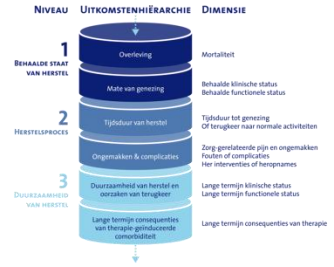 NIVEAU UITKOMSTENHIËRARCHIE DIMENSIE
1
BEHAALDE STAAT
VAN HERSTEL
Overleving
Mortaliteit
Mate van genezing
Behaalde klinische status
Behaalde functionele status
2
HERSTELPROCES
Tijdsduur van herstel
Tijdsduur tot genezing
Of terugkeer naar normale activiteiten
Ongemakken & complicaties
Zorg-gerelateerde pijn en ongemakken
Fouten of complicaties
Her interventies of heropnames
3
DUURZAAMHEID
VAN HERSTEL
Duurzaamheid van herstel en
oorzaken van terugkeer
Lange termijn klinische status
Lange termijn functionele status
Lange termijn consequenties
van therapie-geïnduceerde
comorbiditeit
Lange termijn consequenties van therapie